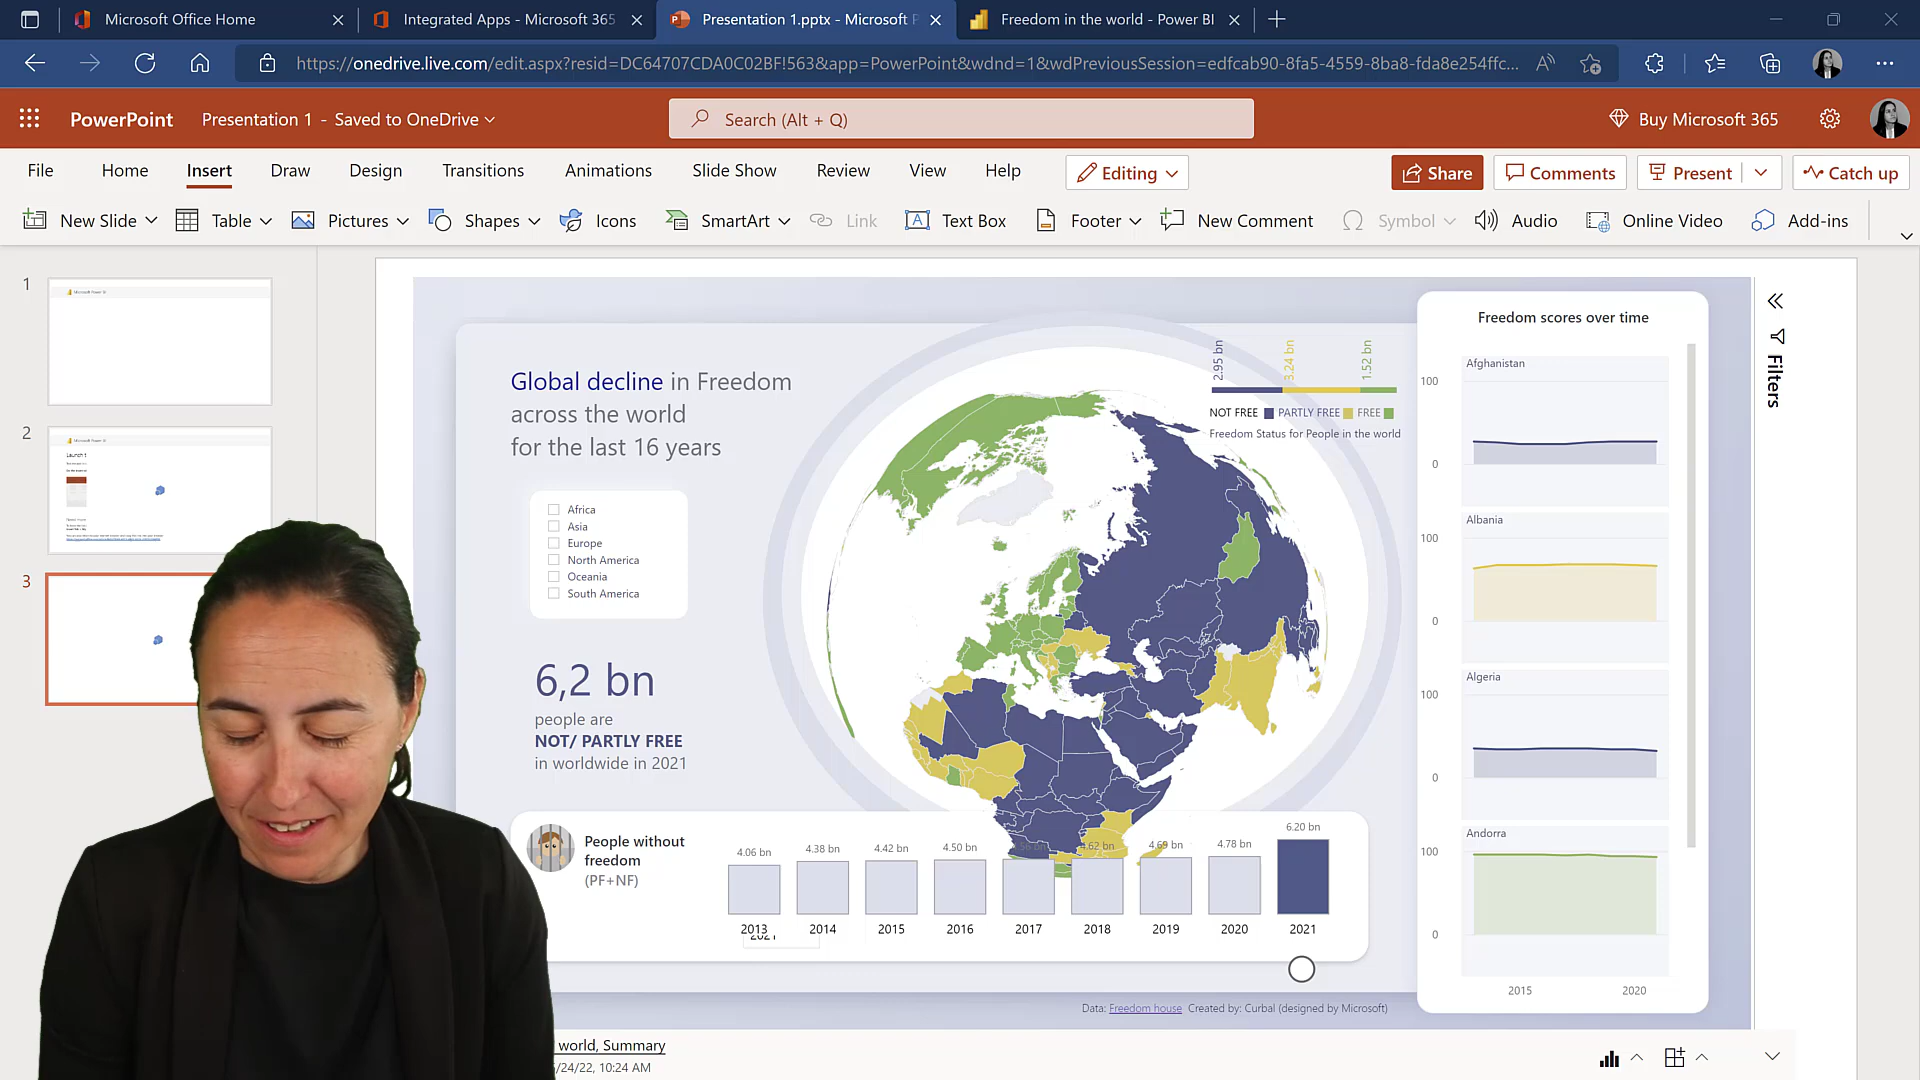 Microsoft Office Home
Integrated Apps - Microsoft 365
Presentation 1.pptx - Microsoft P
Freedom in the world - Power BI
https://onedrive.live.com/edit.aspx?resid=DC64707CDA0C02BF!563&app=PowerPoint&wdnd=1&wdPreviousSession=edfcab90-8fa5-4559-8ba8-fda8e254ffc...
PowerPoint
Presentation 1 - Saved to OneDrive
Search (Alt + Q)
Buy Microsoft 365
File
Home
Insert
Draw
Design
Transitions
Animations
Slide Show
Review
View
Help
Editing
Share
Comments
Present
Catch up
New Slide
Table
Pictures
Shapes
Icons
SmartArt
Link
Text Box
Footer
New Comment
Symbol
Audio
Online Video
Add-ins
1
Microsoft Power BI
2
Microsoft Power BI
3
Global decline in Freedom
across the world
for the last 16 years
Africa
Asia
Europe
North America
Oceania
South America
6,2 bn
people are
NOT/ PARTLY FREE
in worldwide in 2021
2.95 bn
3.24 bn
1.52 bn
NOT FREE PARTLY FREE FREE
Freedom Status for People in the world
People without
freedom
(PF+NF)
4.06 bn
4.38 bn
4.42 bn
4.50 bn
4.62 bn
4.69 bn
4.78 bn
6.20 bn
2013
2014
2015
2016
2017
2018
2019
2020
2021
2021
Freedom scores over time
Afghanistan
100
0
Albania
100
0
Algeria
100
0
Andorra
100
0
2015
2020
Filters
Data: Freedom house Created by: Curbal (designed by Microsoft)
world, Summary
/24/22, 10:24 AM